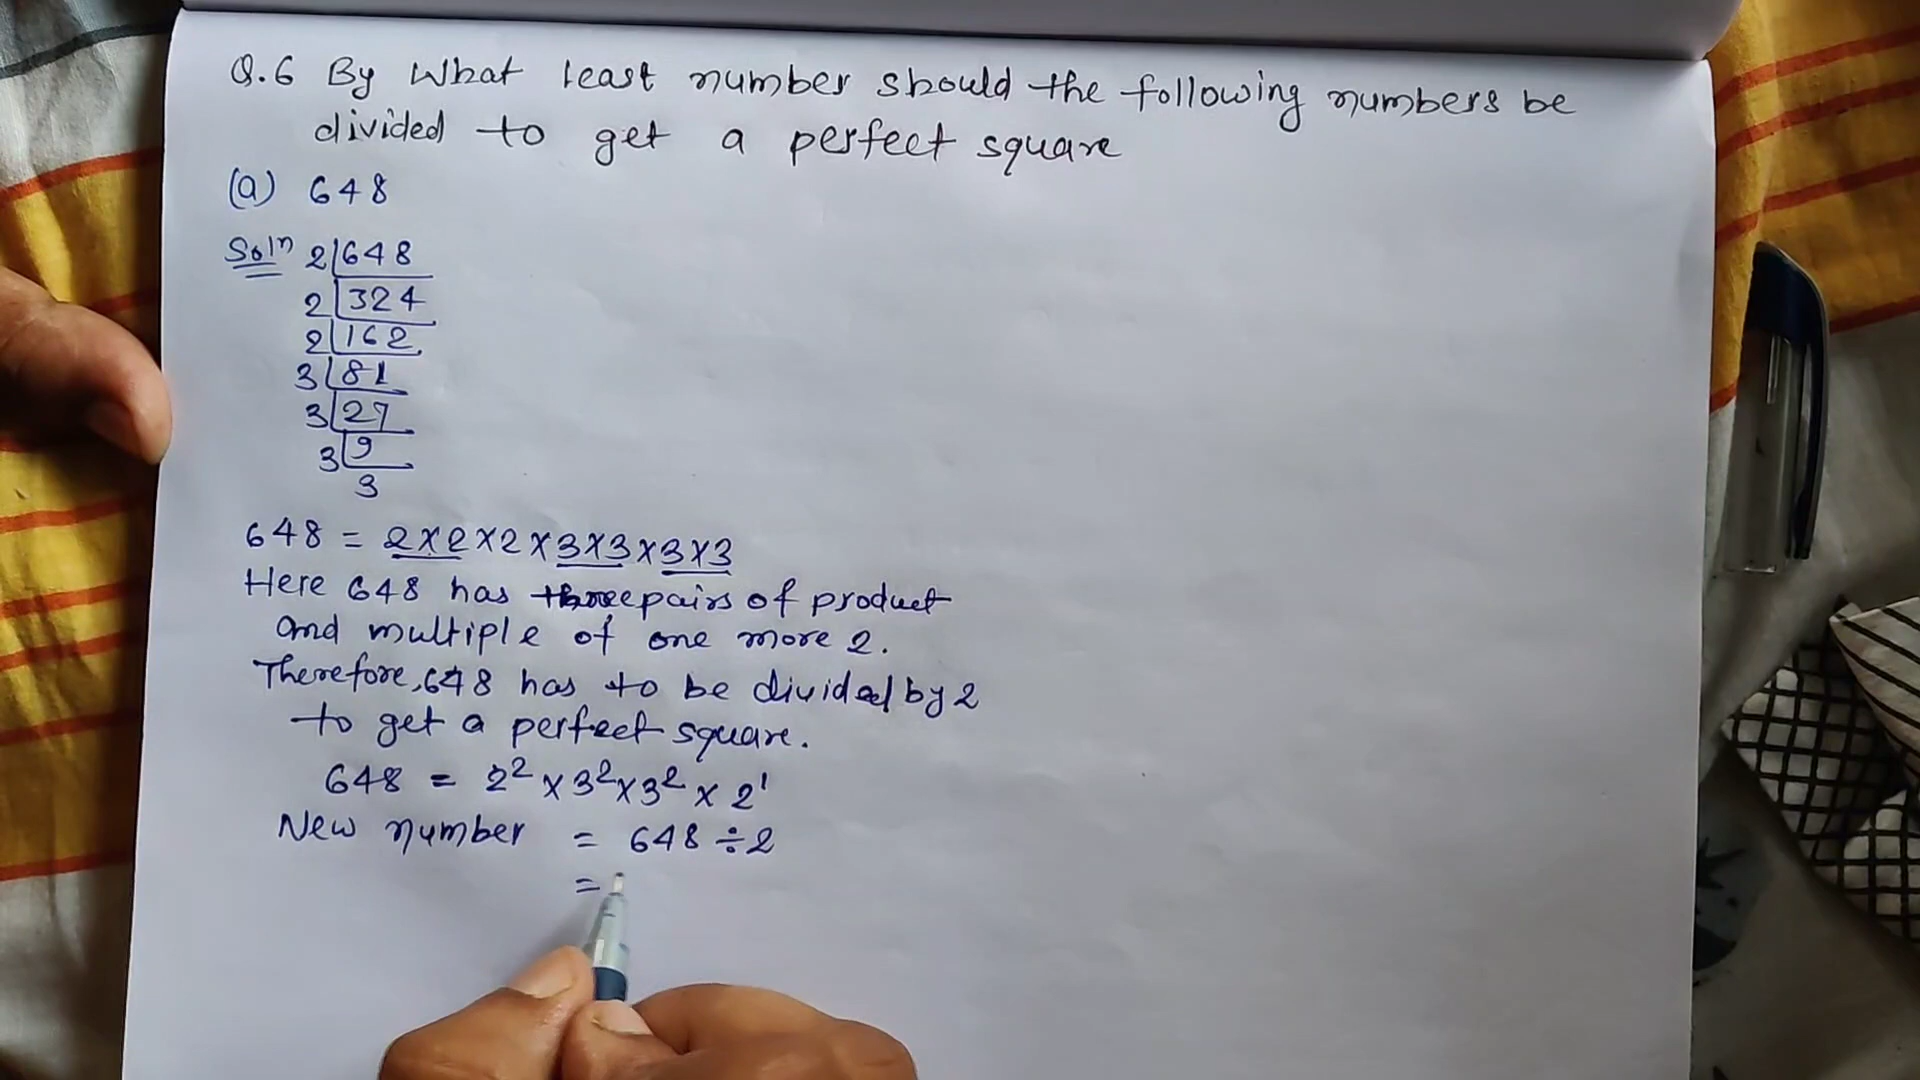 Q.6 By What least number should the following numbers be
divided to get a perfect square
(a) 648
Soln 2|648
2|324
2|162
3|81
3|27
3|9
3
648 = 2×2×2×3×3×3×3
Here 648 has three pairs of product
and multiple of one more 2.
Therefore, 648 has to be divided by 2
to get a perfect square.
648 = 2² × 3² × 3² × 2¹
New number = 648 ÷ 2
=